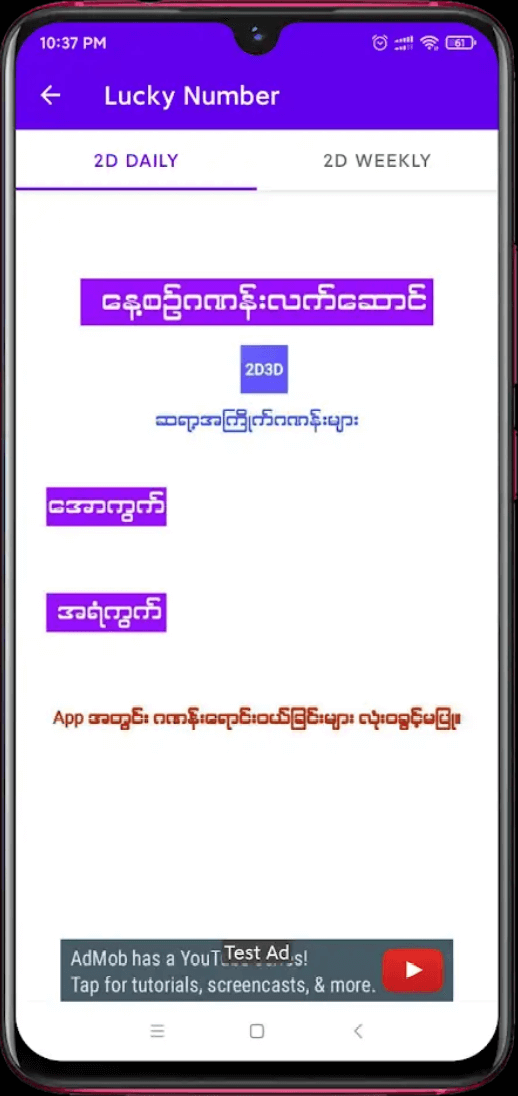 10:37 PM
61
Lucky Number
2D DAILY
2D WEEKLY
နေ့စဥ်ဂဏန်းလက်ဆောင်
2D3D
ဆရာ့အကြိုက်ဂဏန်းများ
အောကွက်
အရံကွက်
App အတွင်း ဂဏန်းရောင်းဝယ်ခြင်းများ လုံးဝခွင့်မပြု။
Test Ad
AdMob has a
Tap for tutorials, screencasts, & more.